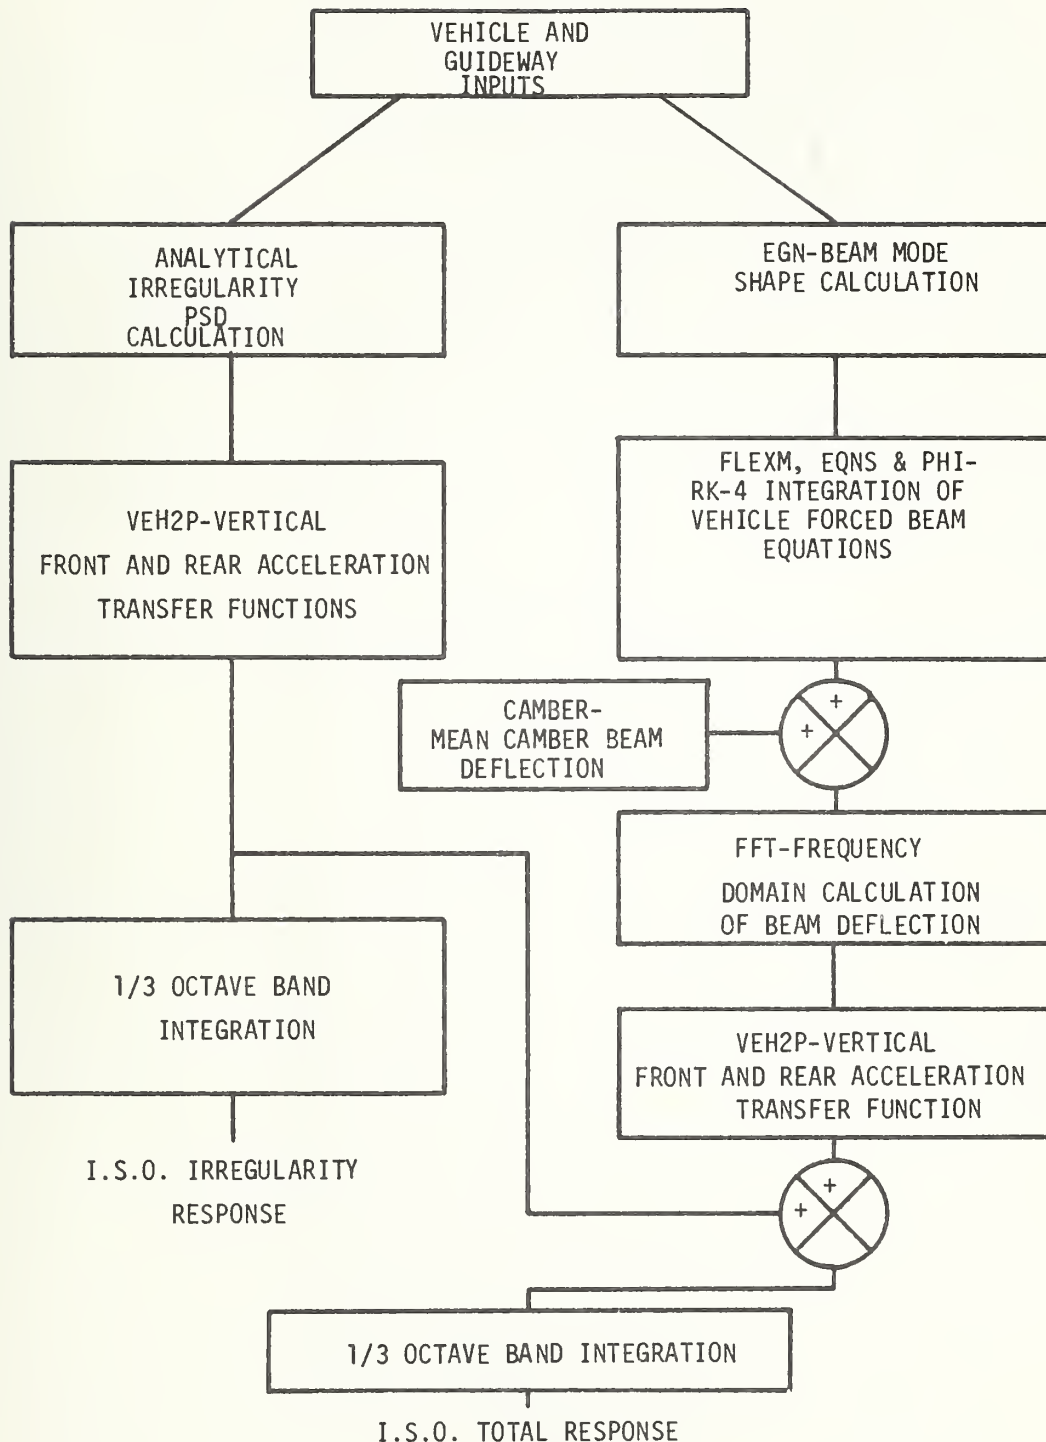 VEHICLE AND
GUIDEWAY
INPUTS
ANALYTICAL
IRREGULARITY
PSD
CALCULATION
EGN-BEAM MODE
SHAPE CALCULATION
VEH2P-VERTICAL
FRONT AND REAR ACCELERATION
TRANSFER FUNCTIONS
FLEXM, EQNS & PHI-
RK-4 INTEGRATION OF
VEHICLE FORCED BEAM
EQUATIONS
CAMBER-
MEAN CAMBER BEAM
DEFLECTION
+
+
FFT-FREQUENCY
DOMAIN CALCULATION
OF BEAM DEFLECTION
1/3 OCTAVE BAND
INTEGRATION
VEH2P-VERTICAL
FRONT AND REAR ACCELERATION
TRANSFER FUNCTION
I.S.O. IRREGULARITY
RESPONSE
+
+
1/3 OCTAVE BAND INTEGRATION
I.S.O. TOTAL RESPONSE